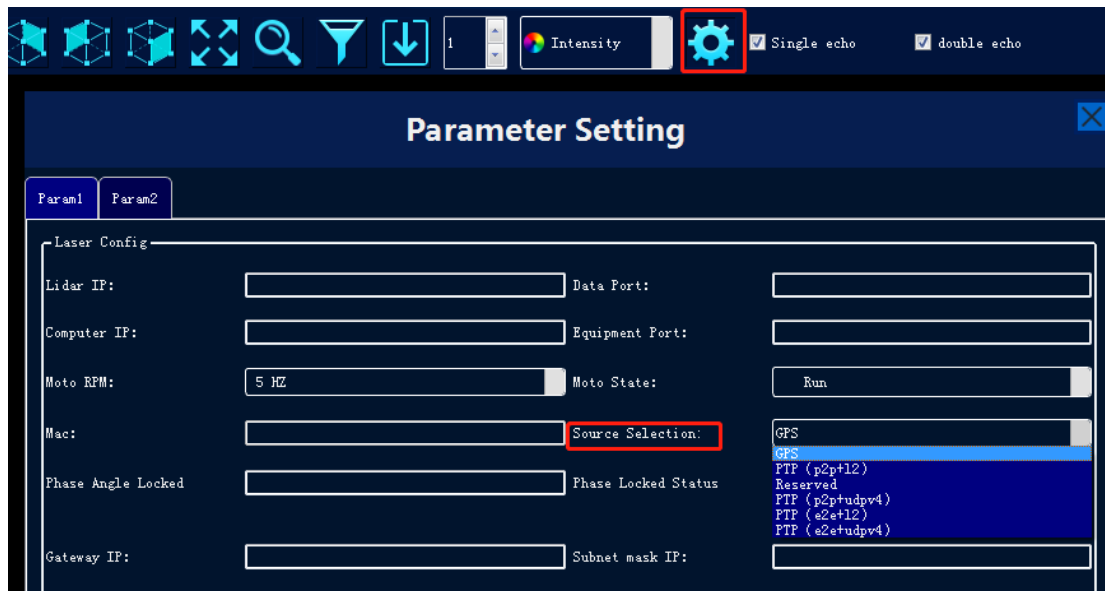 1 Intensity Single echo double echo
Parameter Setting
Param1 Param2
Laser Config
Lidar IP: Data Port:
Computer IP: Equipment Port:
Moto RPM: 5 HZ Moto State: Run
Mac: Source Selection: GPS
GPS
PTP (p2p+l2)
Phase Angle Locked Phase Locked Status Reserved
PTP (p2p+udpv4)
PTP (e2e+l2)
PTP (e2e+udpv4)
Gateway IP: Subnet mask IP: